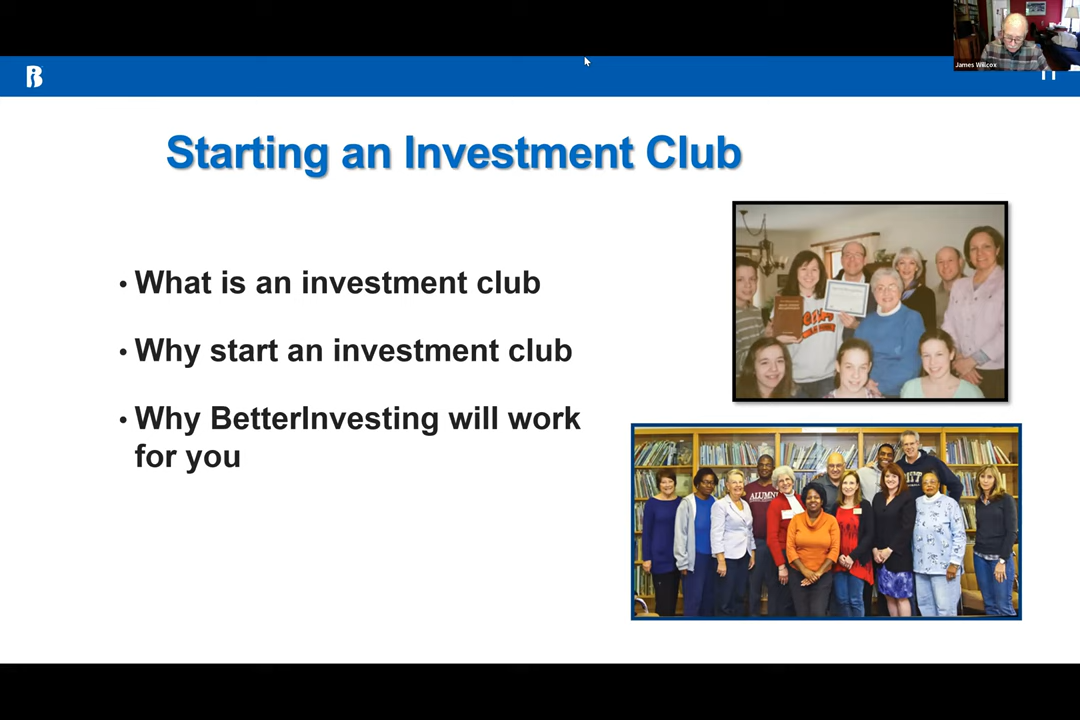 James Wilcox
Starting an Investment Club
• What is an investment club
• Why start an investment club
• Why BetterInvesting will work
for you
ALUMNI